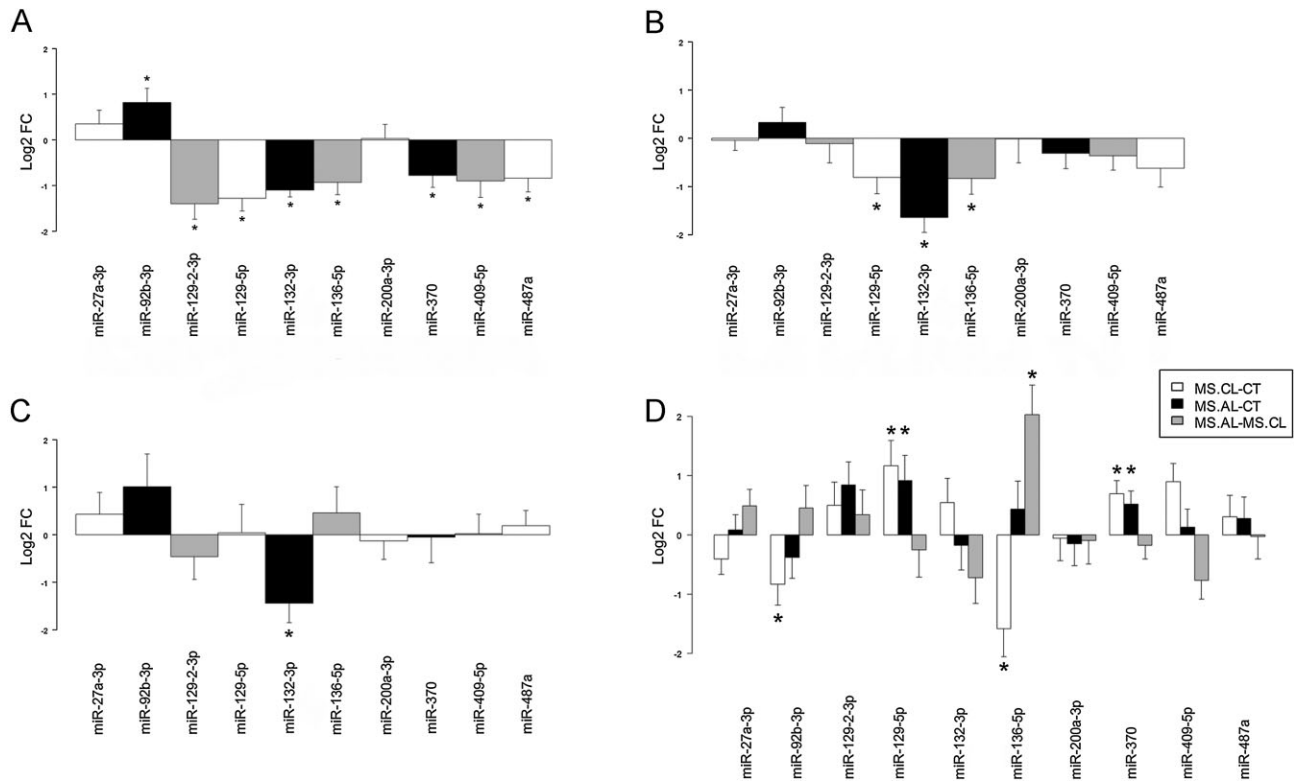 A
2
1
0
-1
-2
Log2 FC
*
*
*
*
*
*
*
*
miR-27a-3p
miR-92b-3p
miR-129-2-3p
miR-129-5p
miR-132-3p
miR-136-5p
miR-200a-3p
miR-370
miR-409-5p
miR-487a
B
2
1
0
-1
-2
Log2 FC
*
*
*
miR-27a-3p
miR-92b-3p
miR-129-2-3p
miR-129-5p
miR-132-3p
miR-136-5p
miR-200a-3p
miR-370
miR-409-5p
miR-487a
C
2
1
0
-1
-2
Log2 FC
*
miR-27a-3p
miR-92b-3p
miR-129-2-3p
miR-129-5p
miR-132-3p
miR-136-5p
miR-200a-3p
miR-370
miR-409-5p
miR-487a
D
MS.CL-CT
MS.AL-CT
MS.AL-MS.CL
2
1
0
-1
-2
Log2 FC
*
* *
*
* *
*
miR-27a-3p
miR-92b-3p
miR-129-2-3p
miR-129-5p
miR-132-3p
miR-136-5p
miR-200a-3p
miR-370
miR-409-5p
miR-487a